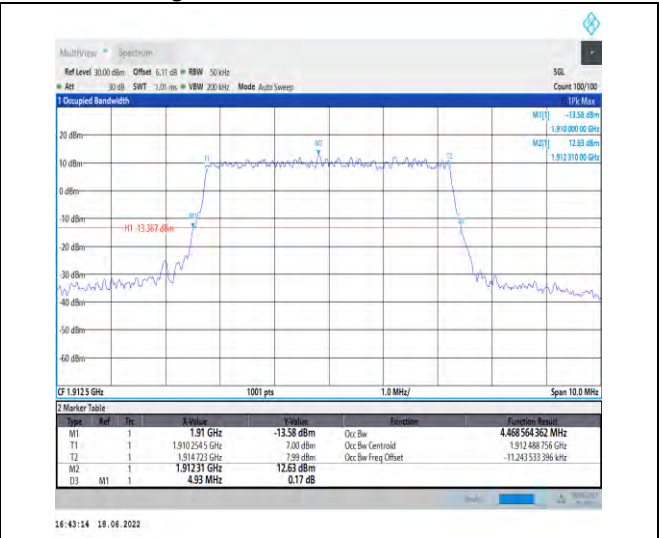 MultiView Spectrum
Ref Level 30.00 dBm Offset 6.11 dB RBW 50 kHz SGL
Att 30 dB SWT 1.01 ms VBW 200 kHz Mode Auto Sweep Count 100/100
1 Occupied Bandwidth 1Pk Max
M1[1] -13.58 dBm
1.910 000 00 GHz
M2[1] 12.63 dBm
1.912 310 00 GHz
20 dBm
M2
T1 T2
10 dBm
0 dBm
-10 dBm
M1
H1 -13.367 dBm
-20 dBm
-30 dBm
-40 dBm
-50 dBm
-60 dBm
CF 1.912 5 GHz 1001 pts 1.0 MHz/ Span 10.0 MHz
2 Marker Table
Type Ref Trc X-Value Y-Value Function Function Result
M1 1 1.91 GHz -13.58 dBm Occ Bw 4.468 564 362 MHz
T1 1 1.910 254 5 GHz 7.00 dBm Occ Bw Centroid 1.912 488 756 GHz
T2 1 1.914 723 GHz 7.99 dBm Occ Bw Freq Offset -11.243 533 396 kHz
M2 1 1.912 31 GHz 12.63 dBm
D3 M1 1 4.93 MHz 0.17 dB
16:43:14 18.06.2022